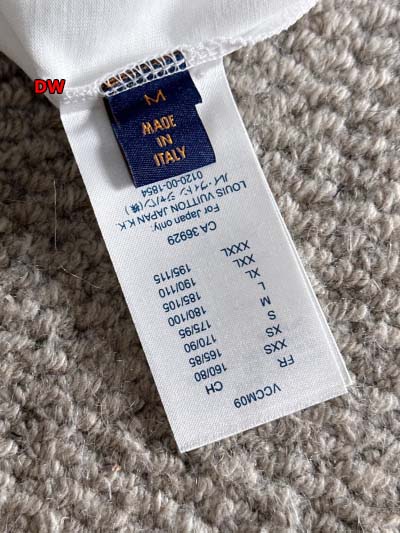 DW
M
MADE
IN
ITALY
VCCM09
FR CH
XXS 160/80
XS 165/85
S 170/90
M 175/95
L 180/100
XL 185/105
XXL 190/110
XXXL 195/115
CA 36929
For Japan only:
LOUIS VUITTON JAPAN K.K.
ルイ・ヴィトン ジャパン(株)
0120-00-1854